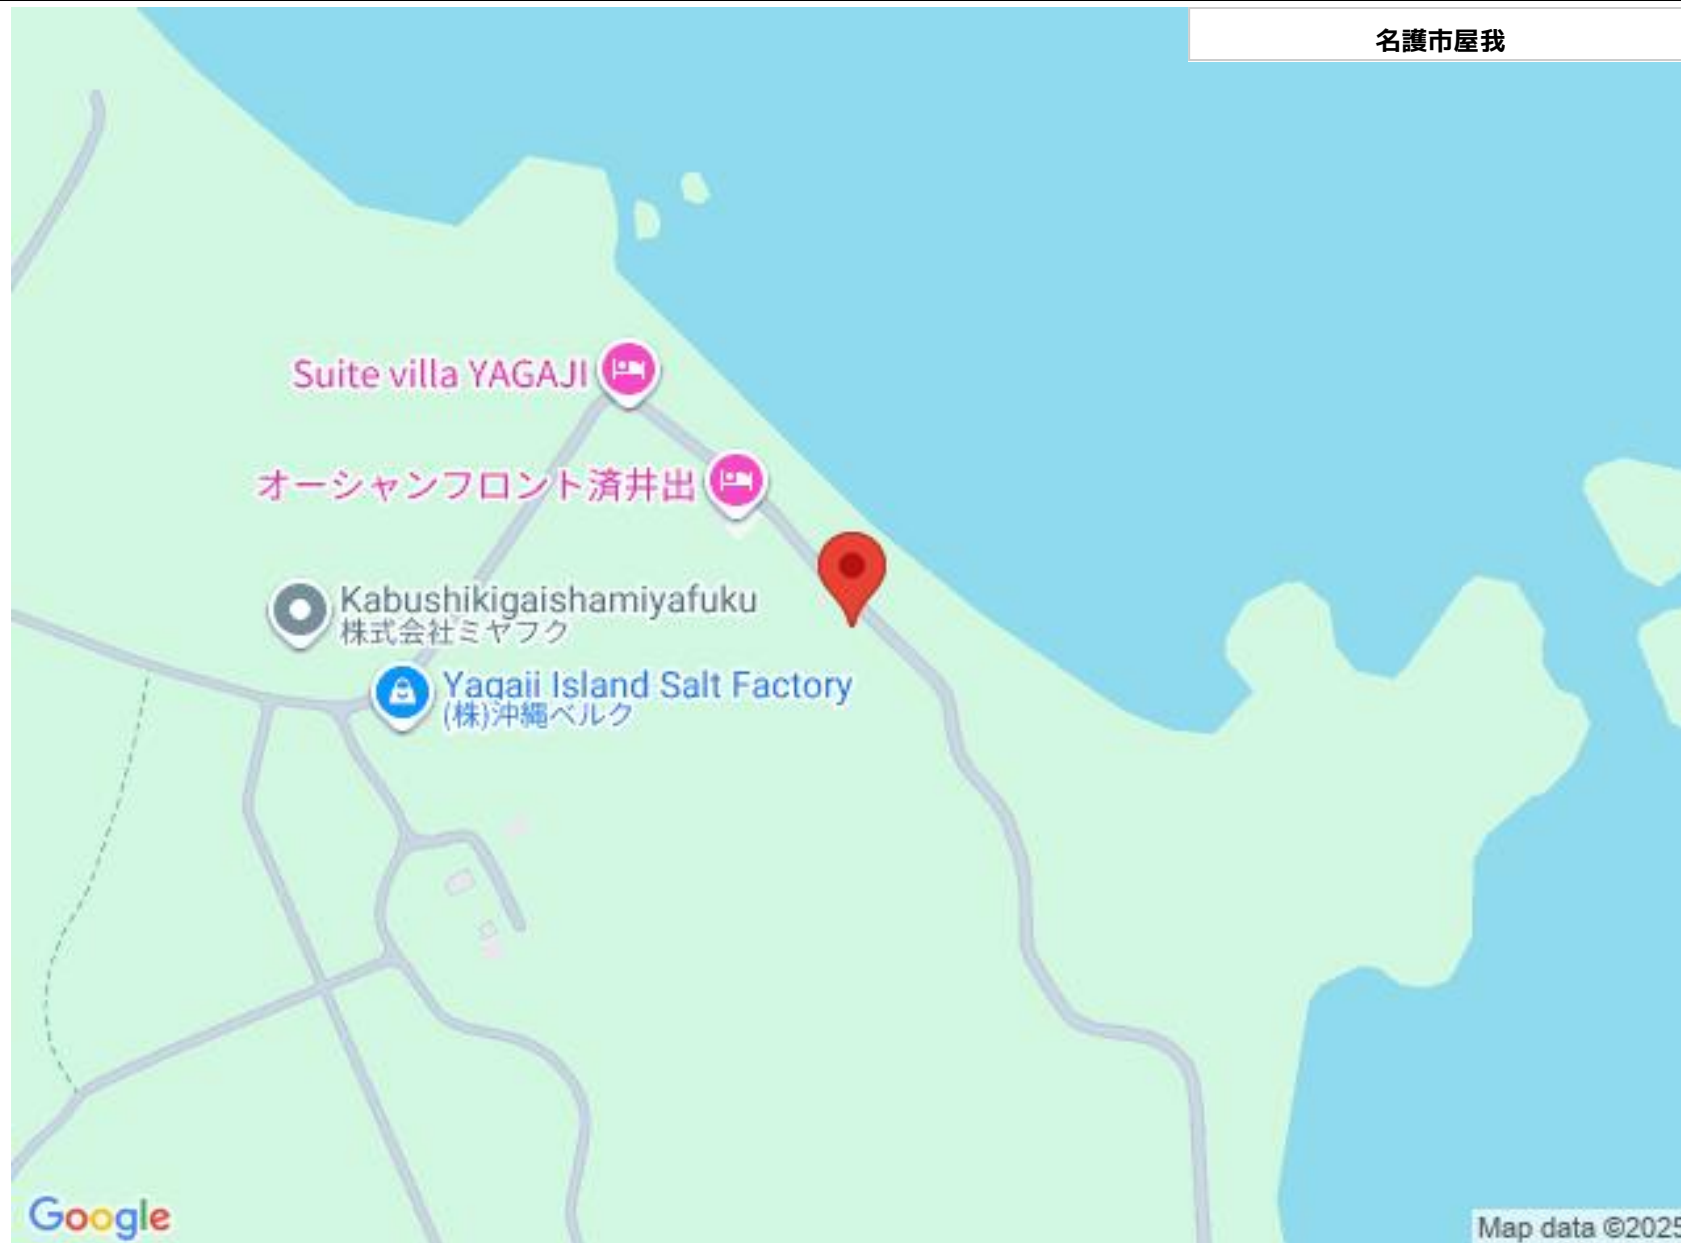 名護市屋我
Suite villa YAGAJI
オーシャンフロント済井出
Kabushikigaishamiyafuku
株式会社ミヤフク
Yagaji Island Salt Factory
(株)沖縄ベルク
Google
Map data ©2025